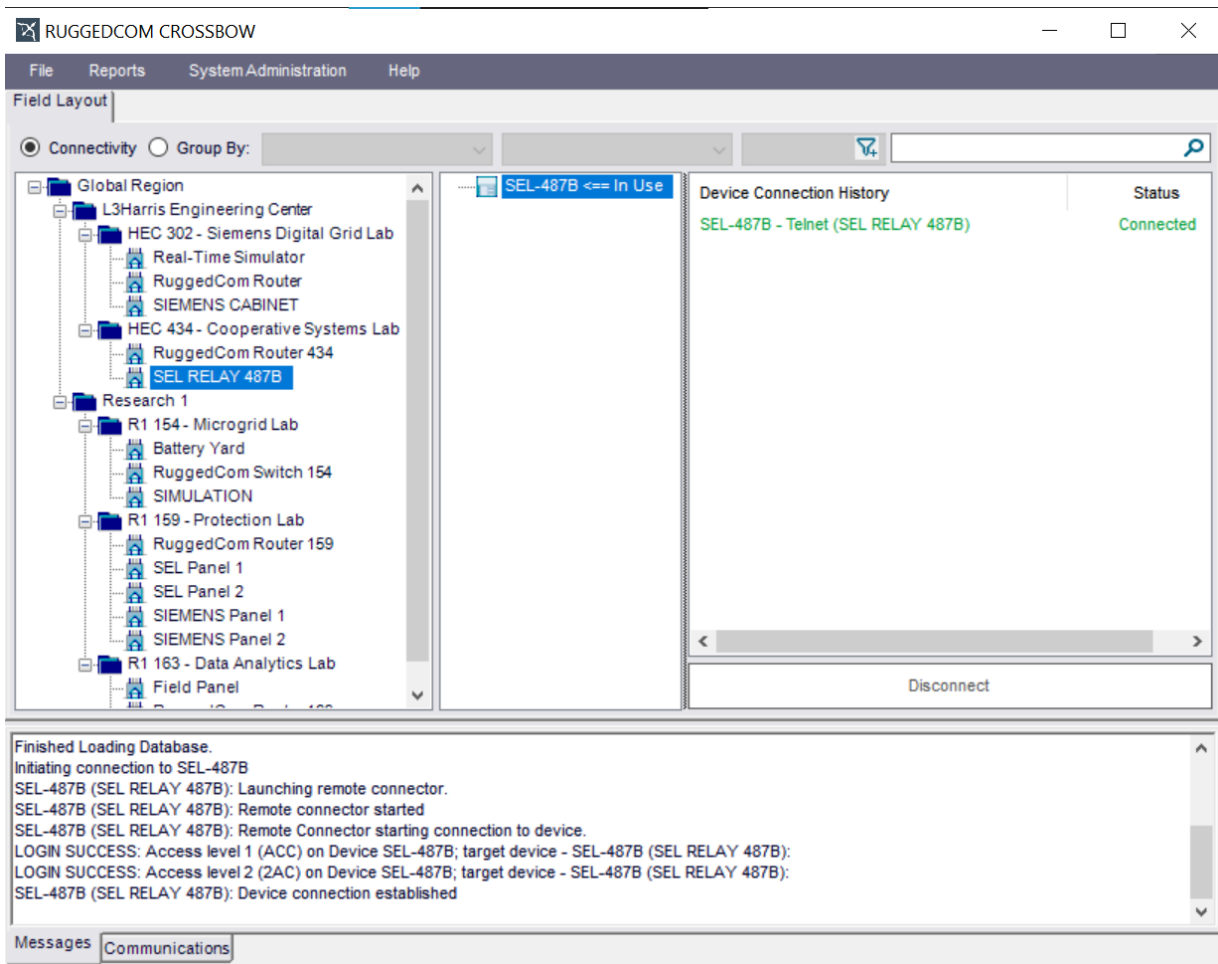 RUGGEDCOM CROSSBOW
File Reports System Administration Help
Field Layout
Connectivity Group By:
Global Region
L3Harris Engineering Center
HEC 302 - Siemens Digital Grid Lab
Real-Time Simulator
RuggedCom Router
SIEMENS CABINET
HEC 434 - Cooperative Systems Lab
RuggedCom Router 434
SEL RELAY 487B
Research 1
R1 154 - Microgrid Lab
Battery Yard
RuggedCom Switch 154
SIMULATION
R1 159 - Protection Lab
RuggedCom Router 159
SEL Panel 1
SEL Panel 2
SIEMENS Panel 1
SIEMENS Panel 2
R1 163 - Data Analytics Lab
Field Panel
SEL-487B <== In Use
Device Connection History Status
SEL-487B - Telnet (SEL RELAY 487B) Connected
Disconnect
Finished Loading Database.
Initiating connection to SEL-487B
SEL-487B (SEL RELAY 487B): Launching remote connector.
SEL-487B (SEL RELAY 487B): Remote connector started
SEL-487B (SEL RELAY 487B): Remote Connector starting connection to device.
LOGIN SUCCESS: Access level 1 (ACC) on Device SEL-487B; target device - SEL-487B (SEL RELAY 487B):
LOGIN SUCCESS: Access level 2 (2AC) on Device SEL-487B; target device - SEL-487B (SEL RELAY 487B):
SEL-487B (SEL RELAY 487B): Device connection established
Messages Communications